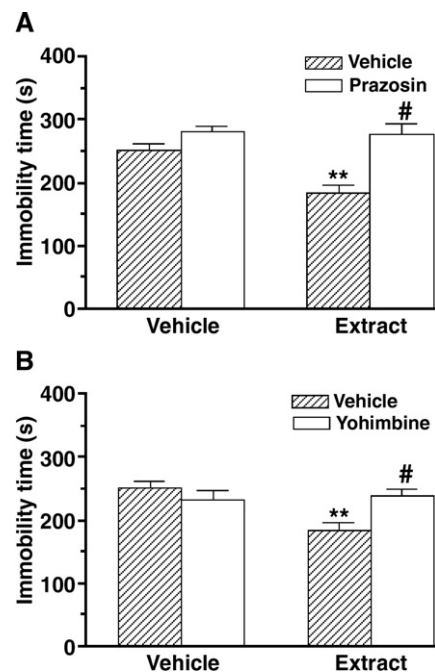 A
Vehicle
Prazosin
Immobility time (s)
400
300
200
100
0
**
#
Vehicle Extract
B
Vehicle
Yohimbine
Immobility time (s)
400
300
200
100
0
**
#
Vehicle Extract